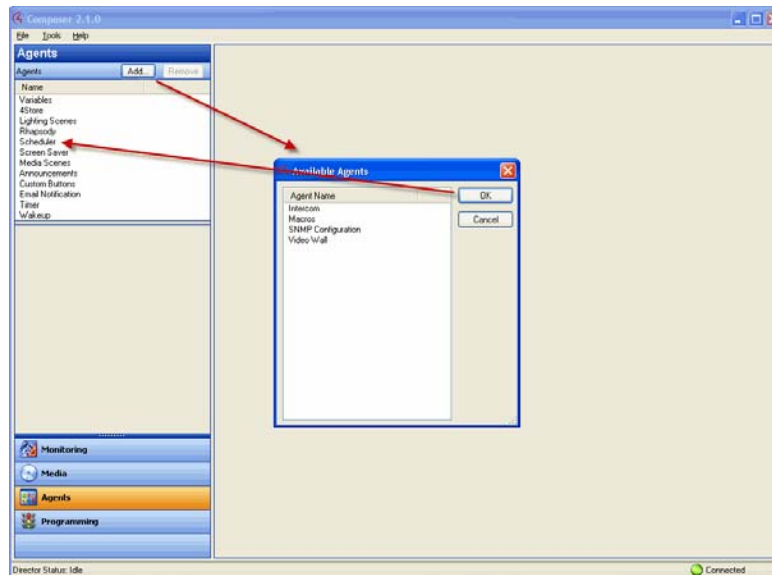 Composer 2.1.0
File Tools Help
Agents
Agents Add... Remove
Name
Variables
4Store
Lighting Scenes
Rhapsody
Scheduler
Screen Saver
Media Scenes
Announcements
Custom Buttons
Email Notification
Timer
Wakeup
Available Agents
Agent Name
OK
Intercom
Macros
Cancel
SNMP Configuration
Video Wall
Monitoring
Media
Agents
Programming
Director Status: Idle
Connected